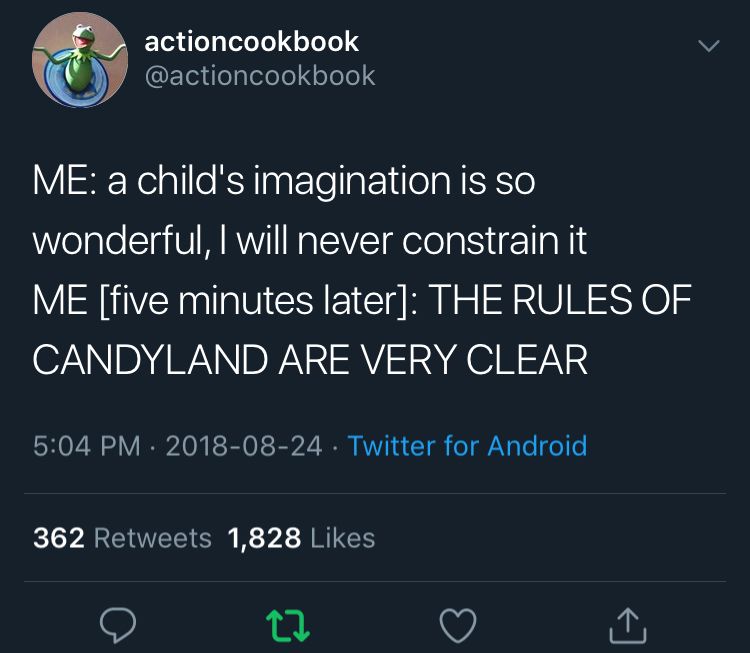 actioncookbook
@actioncookbook
ME: a child's imagination is so
wonderful, I will never constrain it
ME [five minutes later]: THE RULES OF
CANDYLAND ARE VERY CLEAR
5:04 PM · 2018-08-24 · Twitter for Android
362 Retweets 1,828 Likes